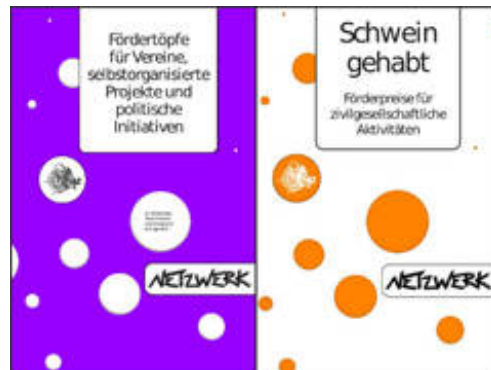 Fördertöpfe
für Vereine,
selbstorganisierte
Projekte und
politische
Initiativen
NETZWERK
Schwein
gehabt
Förderpreise für
zivilgesellschaftliche
Aktivitäten
NETZWERK